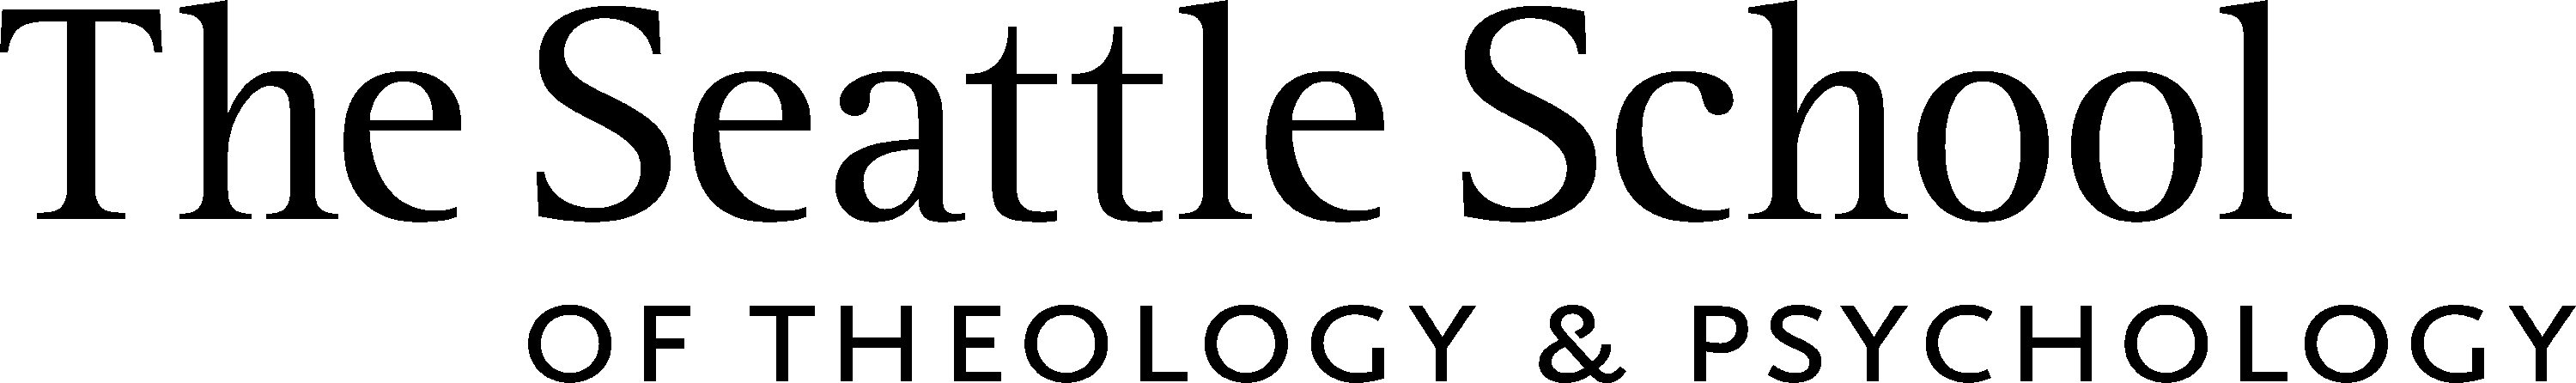 The Seattle School
OF THEOLOGY & PSYCHOLOGY